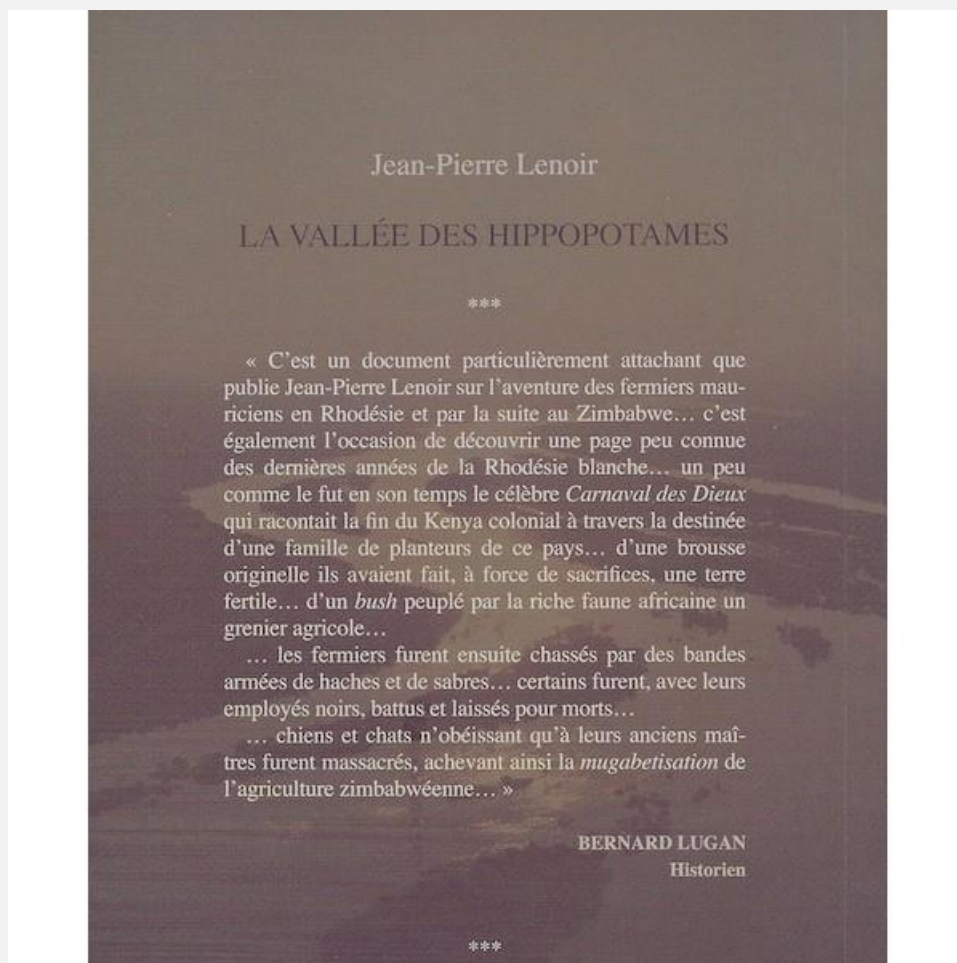 Jean-Pierre Lenoir
LA VALLÉE DES HIPPOPOTAMES
***
« C’est un document particulièrement attachant que
publie Jean-Pierre Lenoir sur l’aventure des fermiers mau-
riciens en Rhodésie et par la suite au Zimbabwe… c’est
également l’occasion de découvrir une page peu connue
des dernières années de la Rhodésie blanche… un peu
comme le fut en son temps le célèbre Carnaval des Dieux
qui racontait la fin du Kenya colonial à travers la destinée
d’une famille de planteurs de ce pays… d’une brousse
originelle ils avaient fait, à force de sacrifices, une terre
fertile… d’un bush peuplé par la riche faune africaine un
grenier agricole…
… les fermiers furent ensuite chassés par des bandes
armées de haches et de sabres… certains furent, avec leurs
employés noirs, battus et laissés pour morts…
… chiens et chats n’obéissant qu’à leurs anciens maî-
tres furent massacrés, achevant ainsi la mugabetisation de
l’agriculture zimbabwéenne… »
BERNARD LUGAN
Historien
***